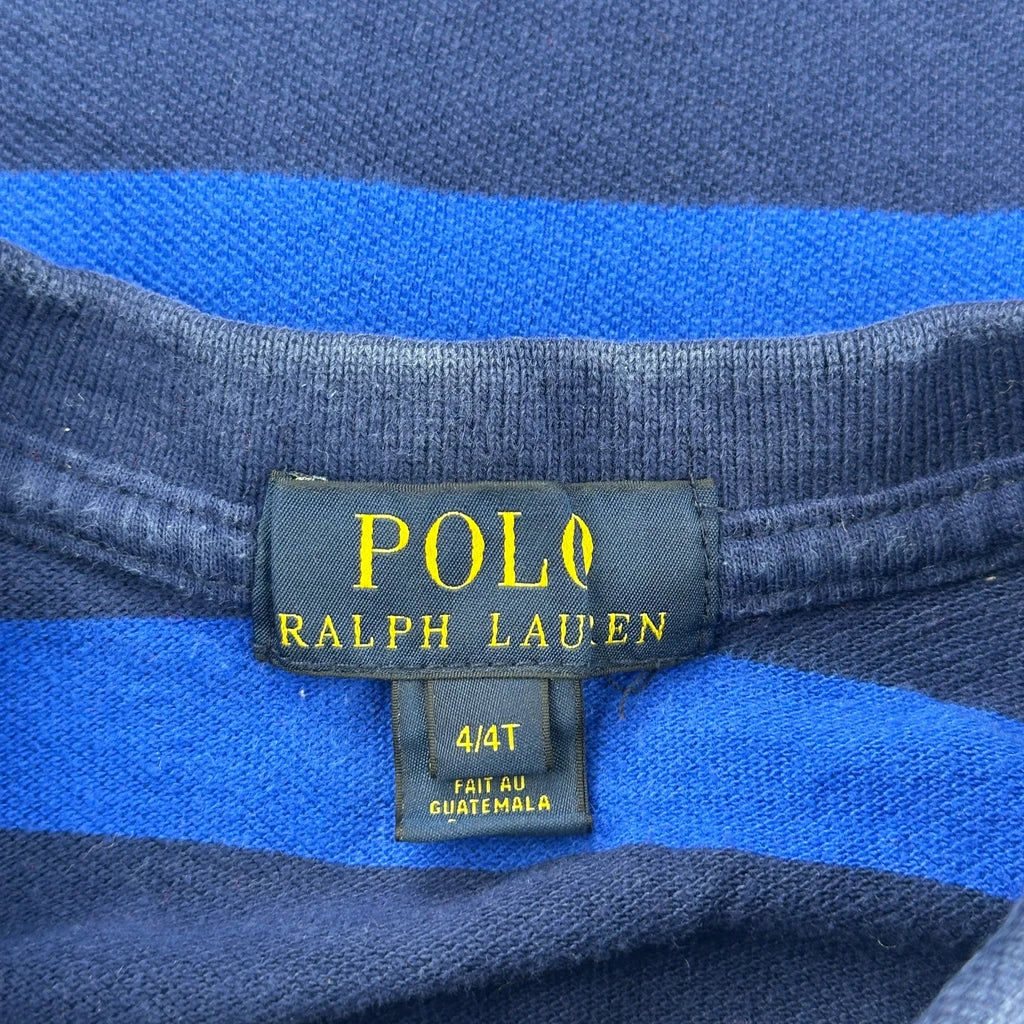 POLO
RALPH LAUREN
4/4T
FAIT AU
GUATEMALA